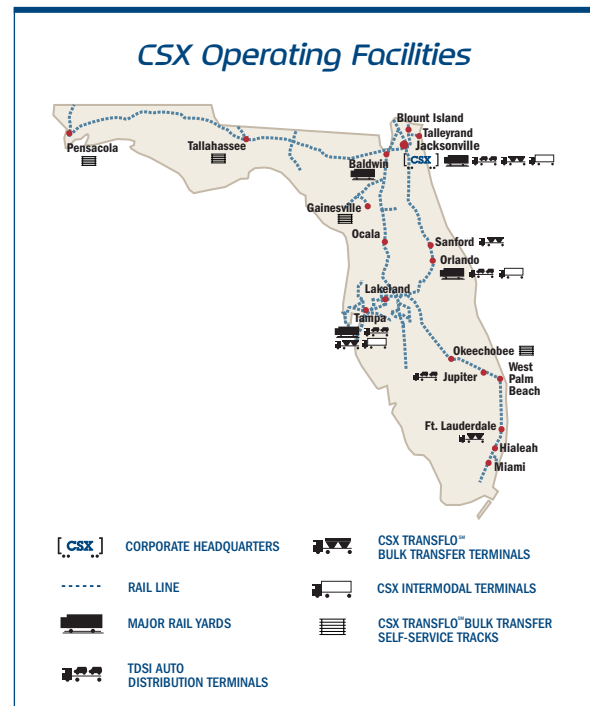 CSX Operating Facilities
Blount Island
Talleyrand
Jacksonville
Pensacola
Tallahassee
Baldwin
CSX
Gainesville
Ocala
Sanford
Orlando
Lakeland
Tampa
Okeechobee
Jupiter
West
Palm
Beach
Ft. Lauderdale
Hialeah
Miami
CSX
CORPORATE HEADQUARTERS
RAIL LINE
MAJOR RAIL YARDS
TDSI AUTO
DISTRIBUTION TERMINALS
CSX TRANSFLO℠
BULK TRANSFER TERMINALS
CSX INTERMODAL TERMINALS
CSX TRANSFLO℠BULK TRANSFER
SELF-SERVICE TRACKS